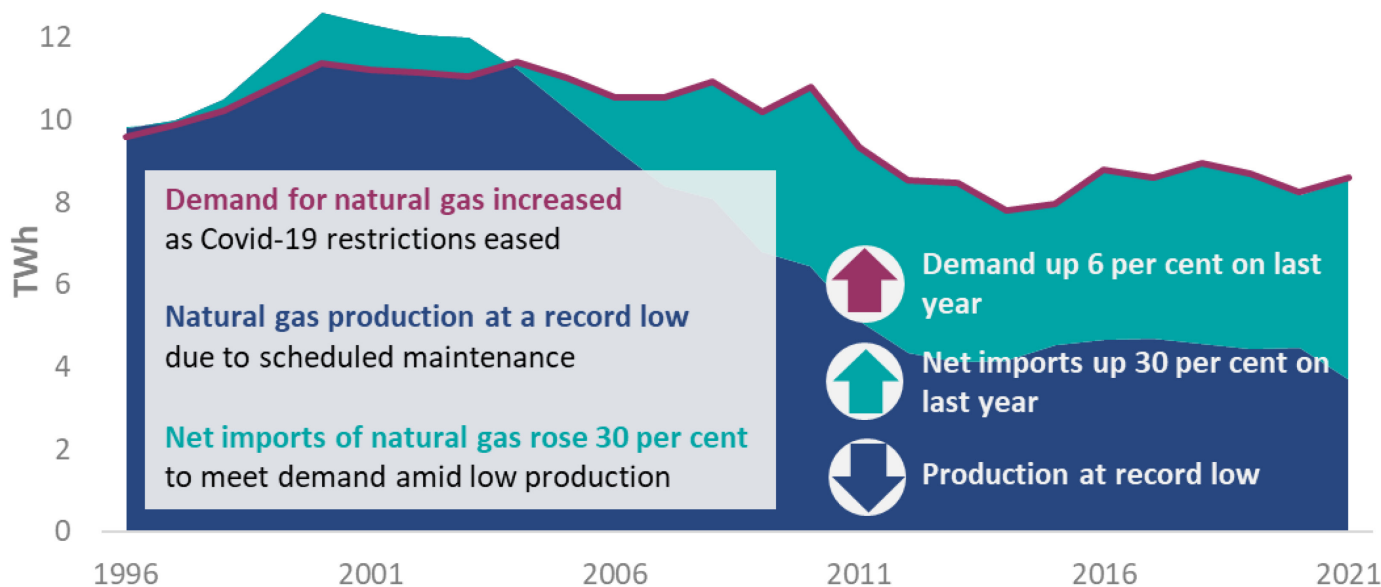 12
10
8
6
4
2
0
TWh
Demand for natural gas increased
as Covid-19 restrictions eased
Natural gas production at a record low
due to scheduled maintenance
Net imports of natural gas rose 30 per cent
to meet demand amid low production
Demand up 6 per cent on last
year
Net imports up 30 per cent on
last year
Production at record low
1996
2001
2006
2011
2016
2021